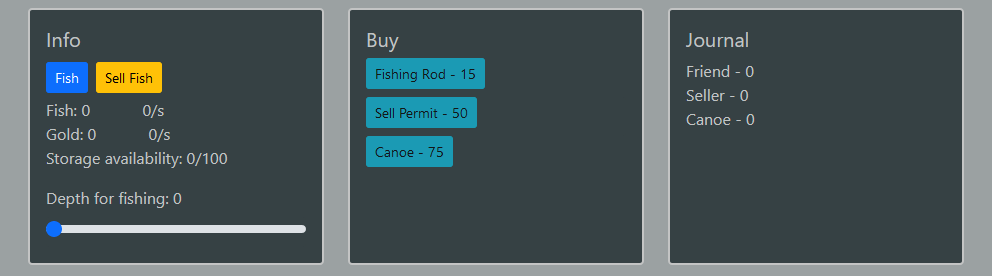 Info
Fish
Sell Fish
Fish: 0 0/s
Gold: 0 0/s
Storage availability: 0/100
Depth for fishing: 0
Buy
Fishing Rod - 15
Sell Permit - 50
Canoe - 75
Journal
Friend - 0
Seller - 0
Canoe - 0